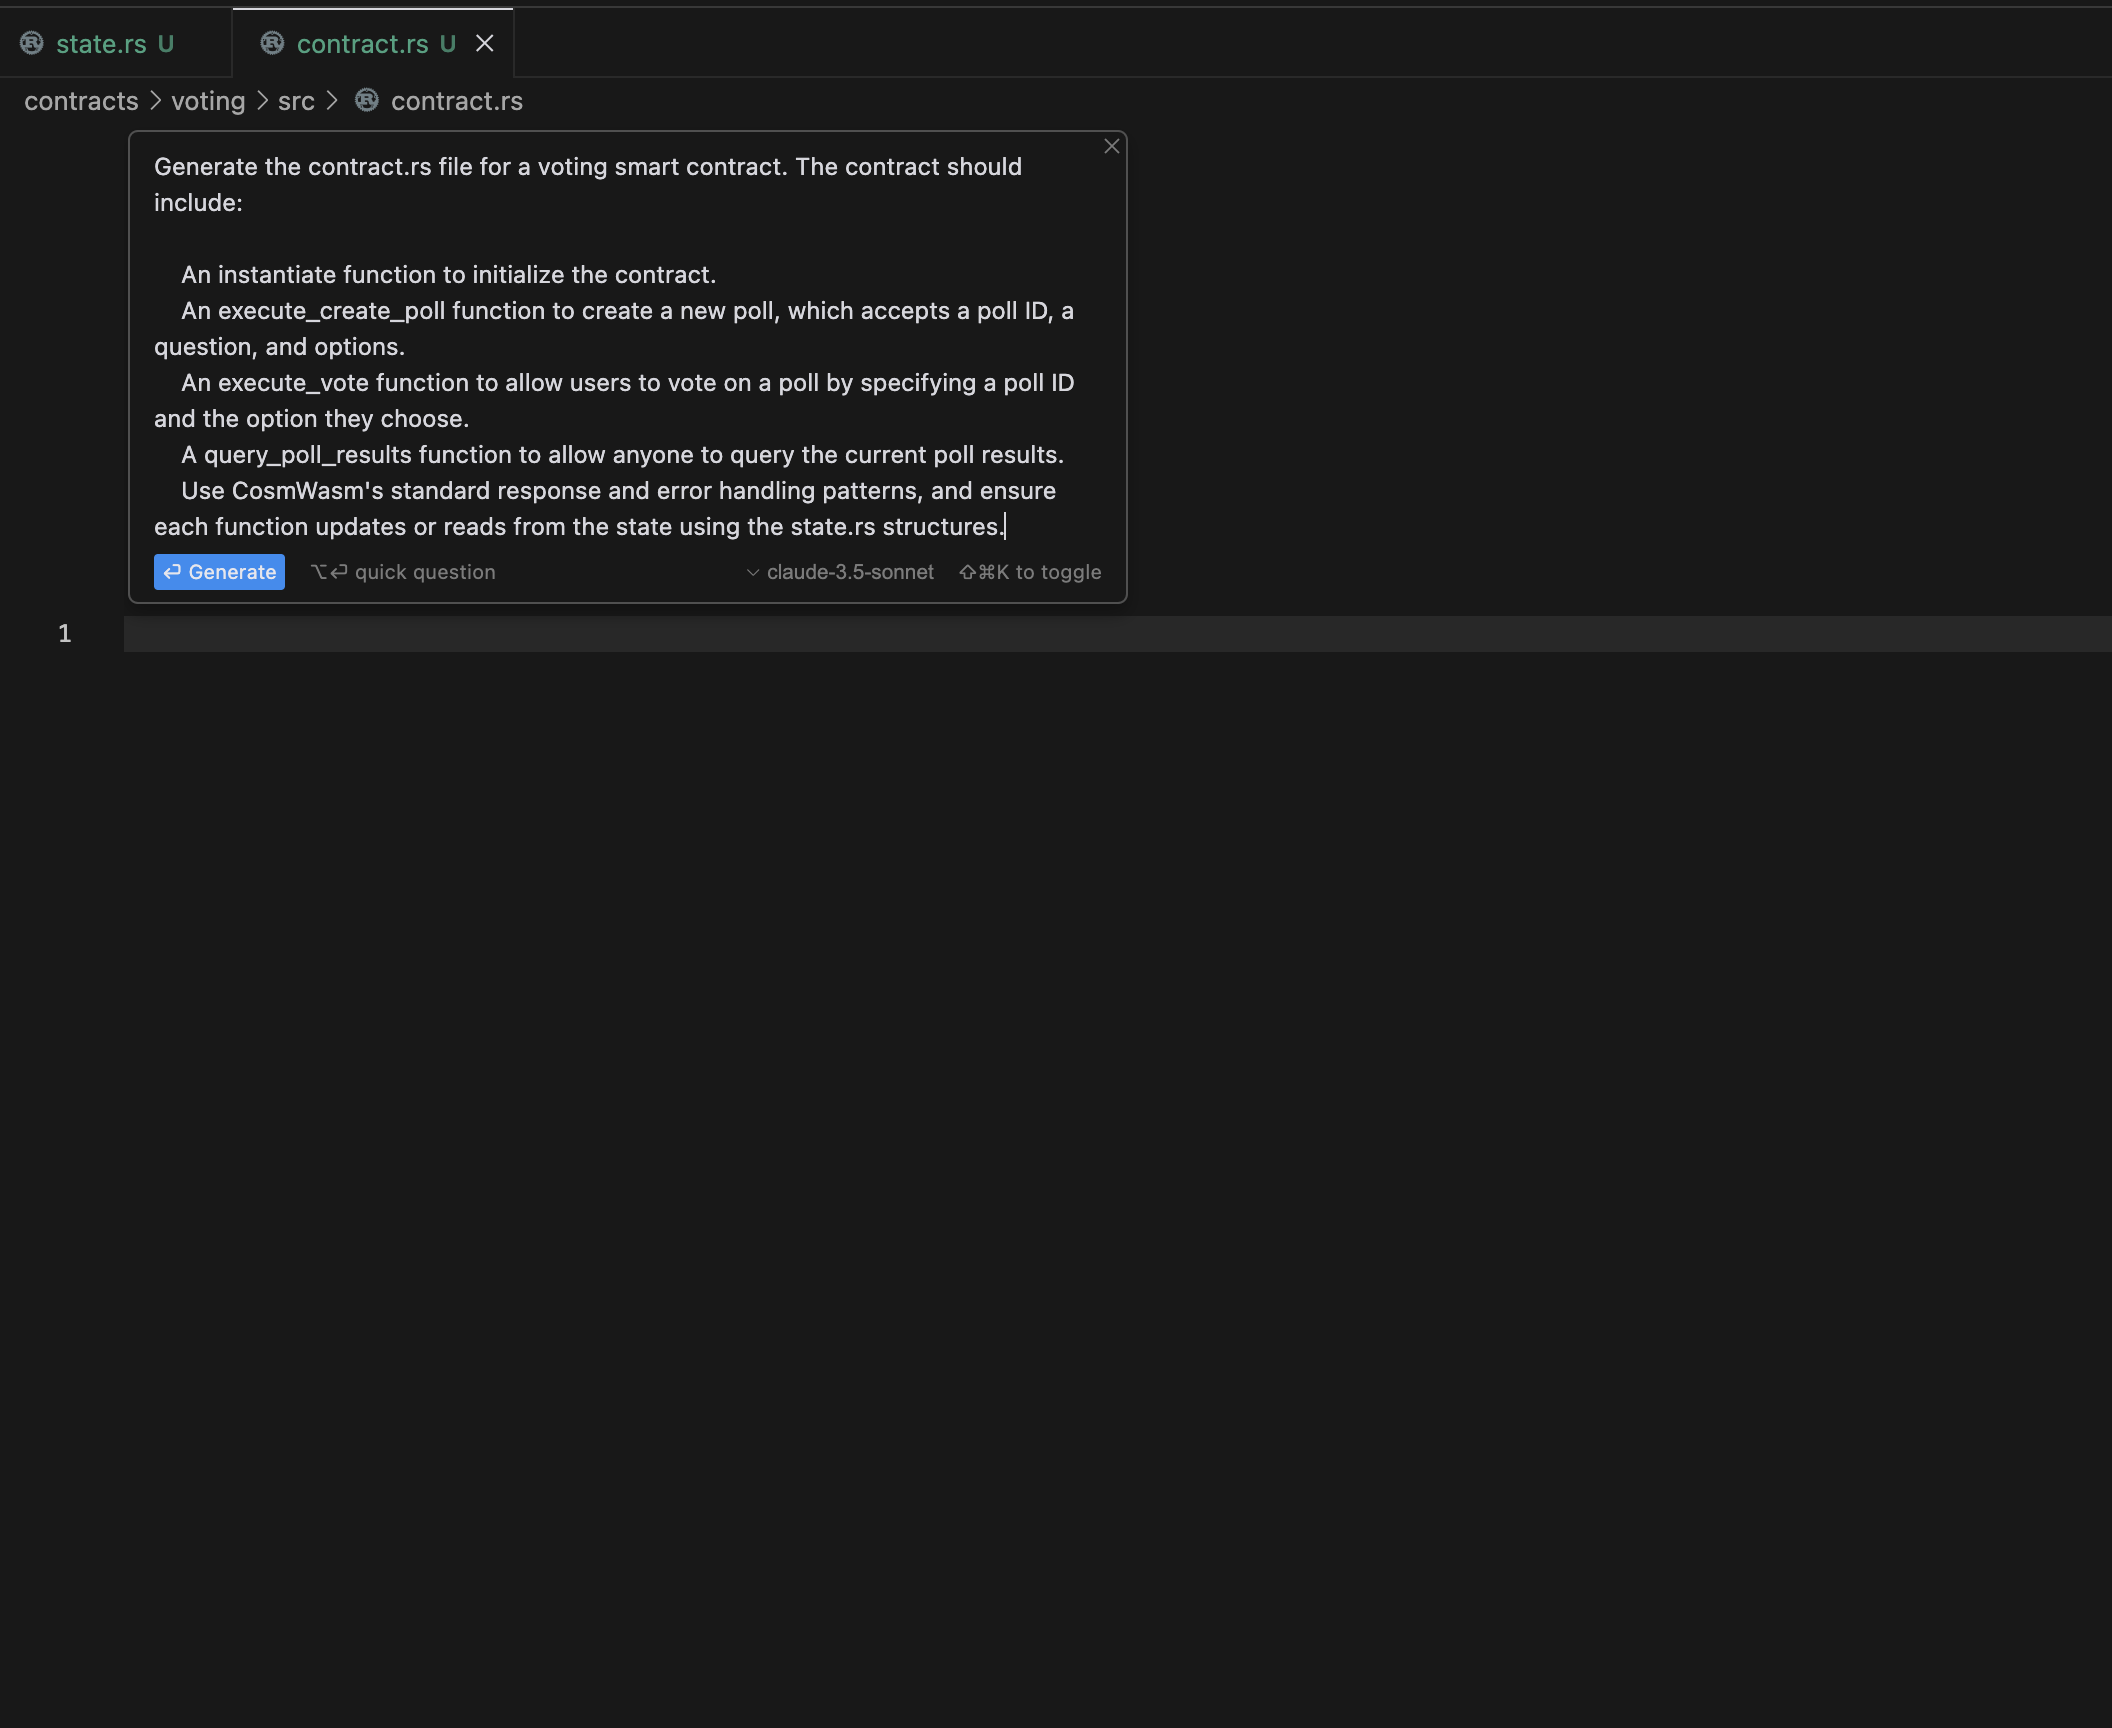 state.rs U
contract.rs U
contracts > voting > src > contract.rs
Generate the contract.rs file for a voting smart contract. The contract should
include:
An instantiate function to initialize the contract.
An execute_create_poll function to create a new poll, which accepts a poll ID, a
question, and options.
An execute_vote function to allow users to vote on a poll by specifying a poll ID
and the option they choose.
A query_poll_results function to allow anyone to query the current poll results.
Use CosmWasm's standard response and error handling patterns, and ensure
each function updates or reads from the state using the state.rs structures.
⏎ Generate ⌥⏎ quick question claude-3.5-sonnet ⇧⌘K to toggle
1